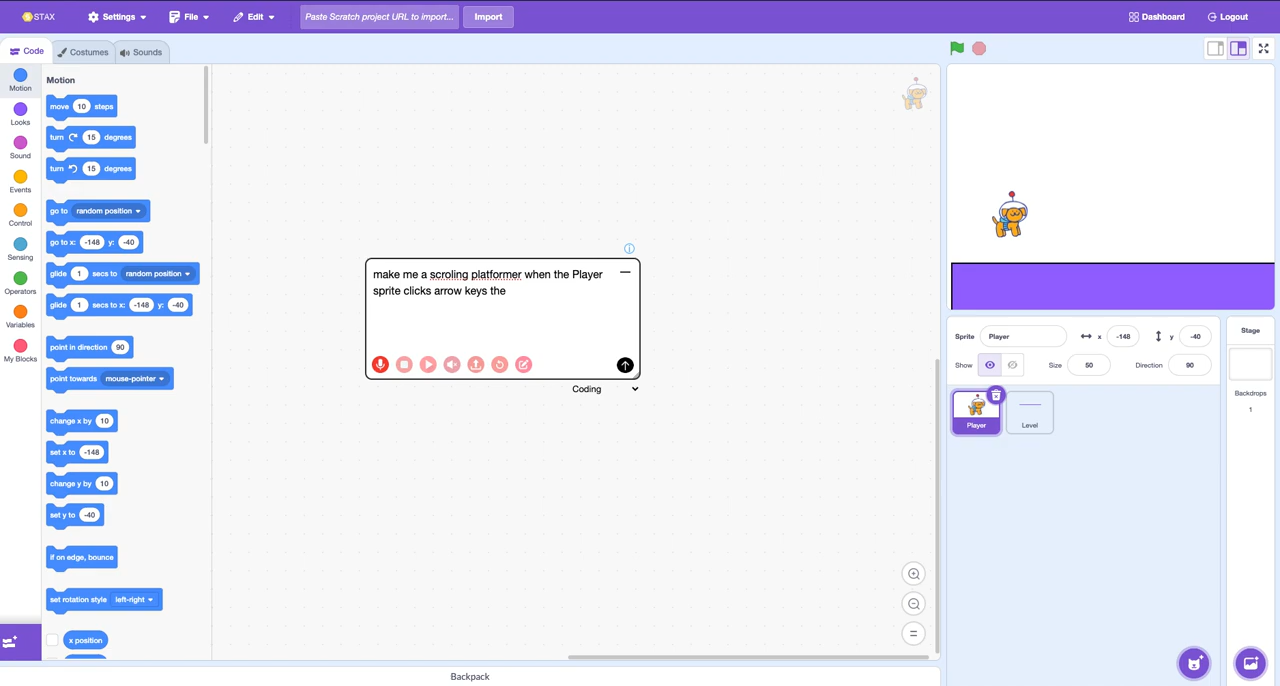 STAX
Settings
File
Edit
Paste Scratch project URL to import...
Import
Dashboard
Logout
Code
Costumes
Sounds
Motion
Looks
Sound
Events
Control
Sensing
Operators
Variables
My Blocks
Motion
move 10 steps
turn 15 degrees
turn 15 degrees
go to random position
go to x: -148 y: -40
glide 1 secs to random position
glide 1 secs to x: -148 y: -40
point in direction 90
point towards mouse-pointer
change x by 10
set x to -148
change y by 10
set y to -40
if on edge, bounce
set rotation style left-right
x position
make me a scroling platformer when the Player
sprite clicks arrow keys the
Coding
Backpack
Sprite Player x -148 y -40
Show Size 50 Direction 90
Player
Level
Stage
Backdrops
1